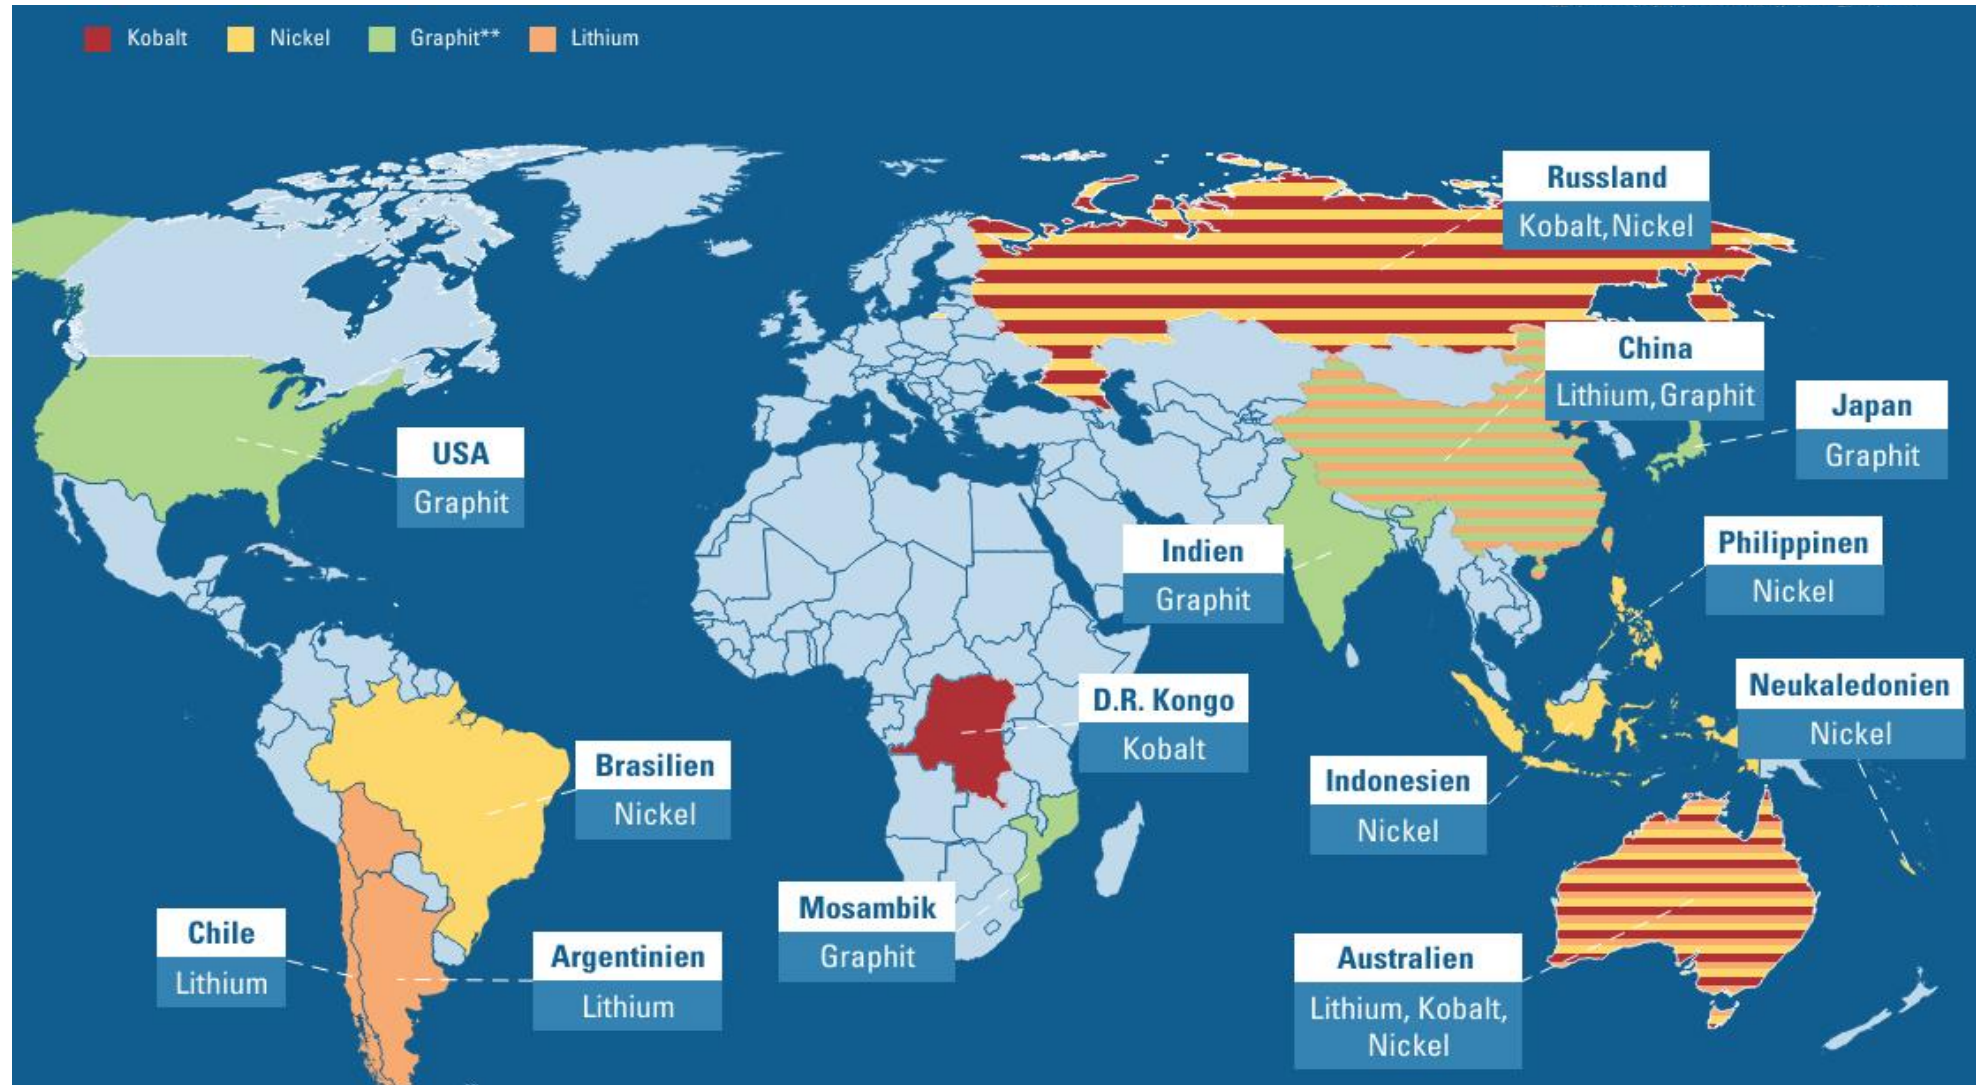 Kobalt
Nickel
Graphit**
Lithium
Russland
Kobalt, Nickel
China
Lithium, Graphit
Japan
Graphit
USA
Graphit
Indien
Graphit
Philippinen
Nickel
Neukaledonien
Nickel
D.R. Kongo
Kobalt
Brasilien
Nickel
Indonesien
Nickel
Mosambik
Graphit
Chile
Lithium
Argentinien
Lithium
Australien
Lithium, Kobalt,
Nickel